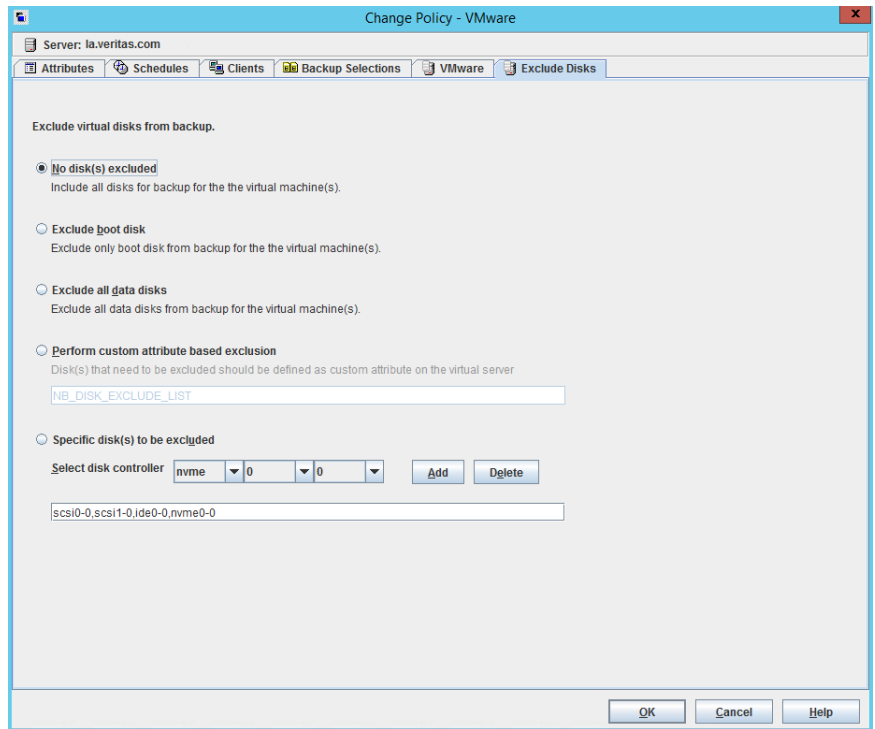 Change Policy - VMware
x
Server: la.veritas.com
Attributes Schedules Clients Backup Selections VMware Exclude Disks
Exclude virtual disks from backup.
No disk(s) excluded
Include all disks for backup for the the virtual machine(s).
Exclude boot disk
Exclude only boot disk from backup for the the virtual machine(s).
Exclude all data disks
Exclude all data disks from backup for the virtual machine(s).
Perform custom attribute based exclusion
Disk(s) that need to be excluded should be defined as custom attribute on the virtual server
NB_DISK_EXCLUDE_LIST
Specific disk(s) to be excluded
Select disk controller nvme 0 0 Add Delete
scsi0-0,scsi1-0,ide0-0,nvme0-0
OK Cancel Help